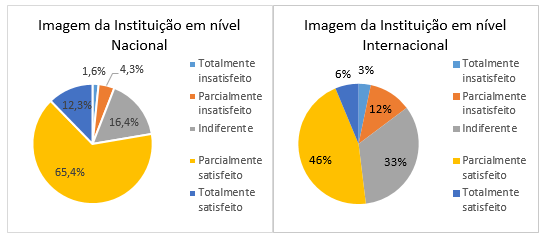 Imagem da Instituição em nível
Nacional
1,6%
4,3%
12,3%
16,4%
65,4%
Totalmente
insatisfeito
Parcialmente
insatisfeito
Indiferente
Parcialmente
satisfeito
Totalmente
satisfeito
Imagem da Instituição em nível
Internacional
6%
3%
12%
46%
33%
Totalmente
insatisfeito
Parcialmente
insatisfeito
Indiferente
Parcialmente
satisfeito
Totalmente
satisfeito